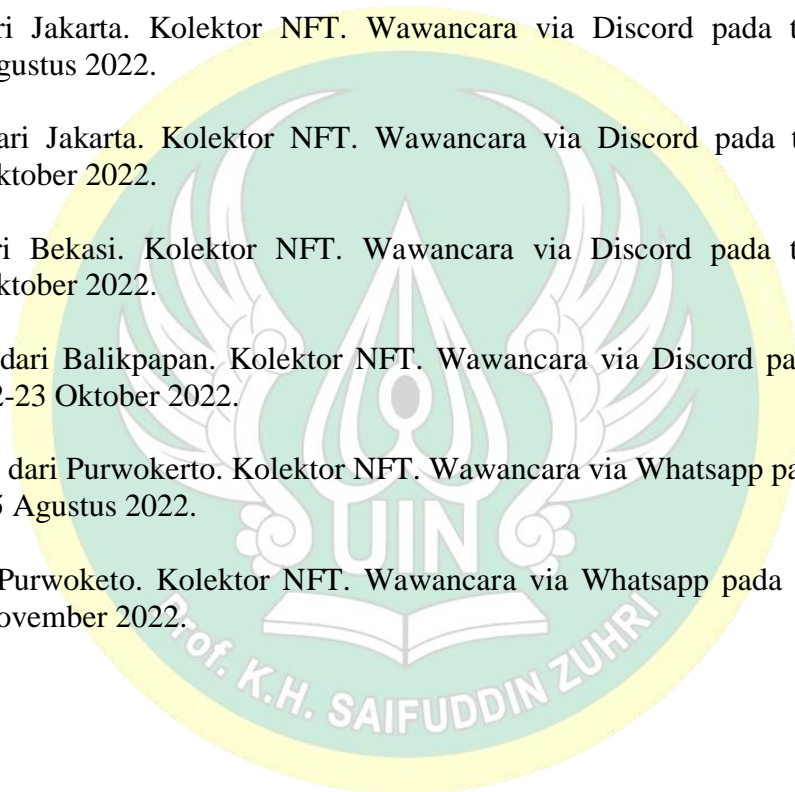 ri Jakarta. Kolektor NFT. Wawancara via Discord pada t
gustus 2022.
ari Jakarta. Kolektor NFT. Wawancara via Discord pada t
ktober 2022.
ri Bekasi. Kolektor NFT. Wawancara via Discord pada t
ktober 2022.
dari Balikpapan. Kolektor NFT. Wawancara via Discord pa
2-23 Oktober 2022.
dari Purwokerto. Kolektor NFT. Wawancara via Whatsapp pa
5 Agustus 2022.
Purwoketo. Kolektor NFT. Wawancara via Whatsapp pada
ovember 2022.
UIN
Prof. K.H. SAIFUDDIN ZUHRI